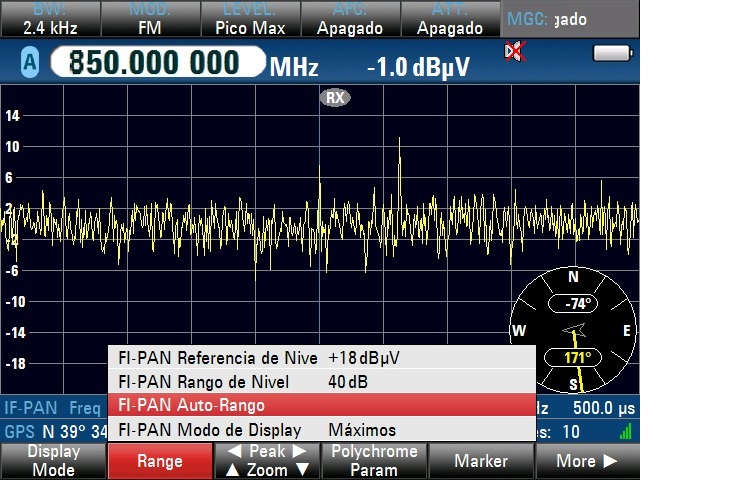 BW: MOD: LEVEL: AFC: ATT: MGC:
2.4 kHz FM Pico Max Apagado Apagado gado
A 850.000 000 MHz -1.0 dBµV
RX
14
10
6
2
-2
-6
-10
-14
-18
N
-74°
W E
171°
S
FI-PAN Referencia de Nive +18 dBµV
FI-PAN Rango de Nivel 40 dB
FI-PAN Auto-Rango
FI-PAN Modo de Display Máximos
IF-PAN Freq Hz 500.0 µs
GPS N 39° 34 es: 10
Display Mode
Range
◀ Peak ▶
▲ Zoom ▼
Polychrome Param
Marker
More ▶